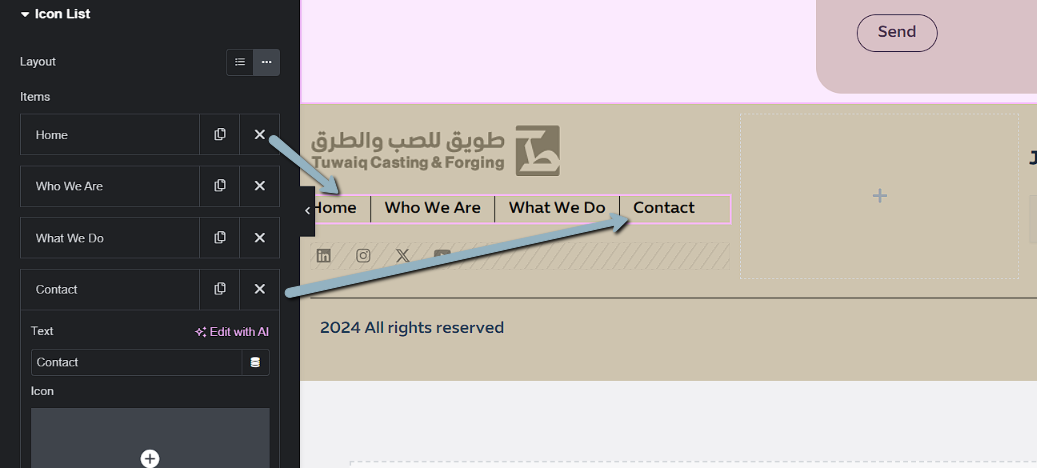 Icon List
Layout
Items
Home
Who We Are
What We Do
Contact
Text
Edit with AI
Contact
Icon
Send
طويق للصب والطرق
Tuwaiq Casting & Forging
Home
Who We Are
What We Do
Contact
2024 All rights reserved